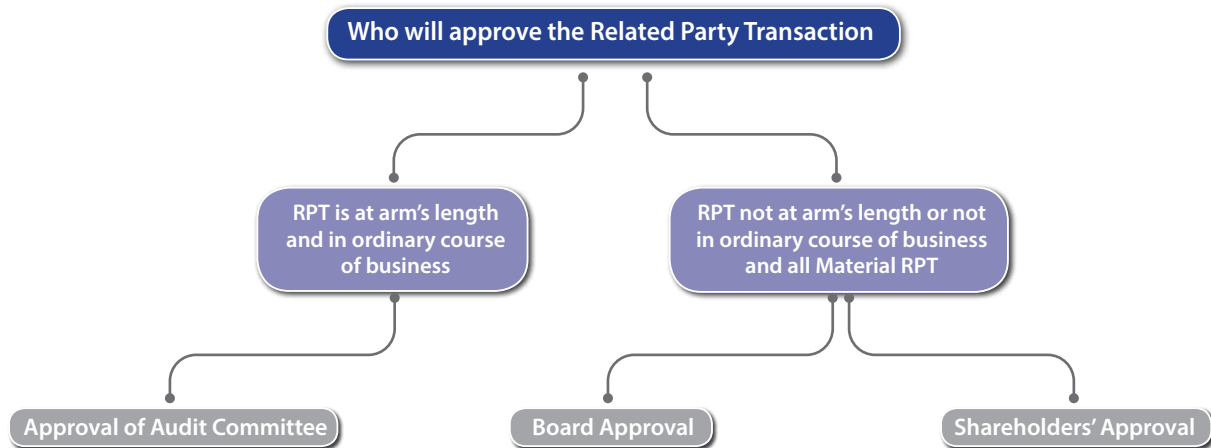 Who will approve the Related Party Transaction
RPT is at arm’s length
and in ordinary course
of business
RPT not at arm’s length or not
in ordinary course of business
and all Material RPT
Approval of Audit Committee
Board Approval
Shareholders’ Approval